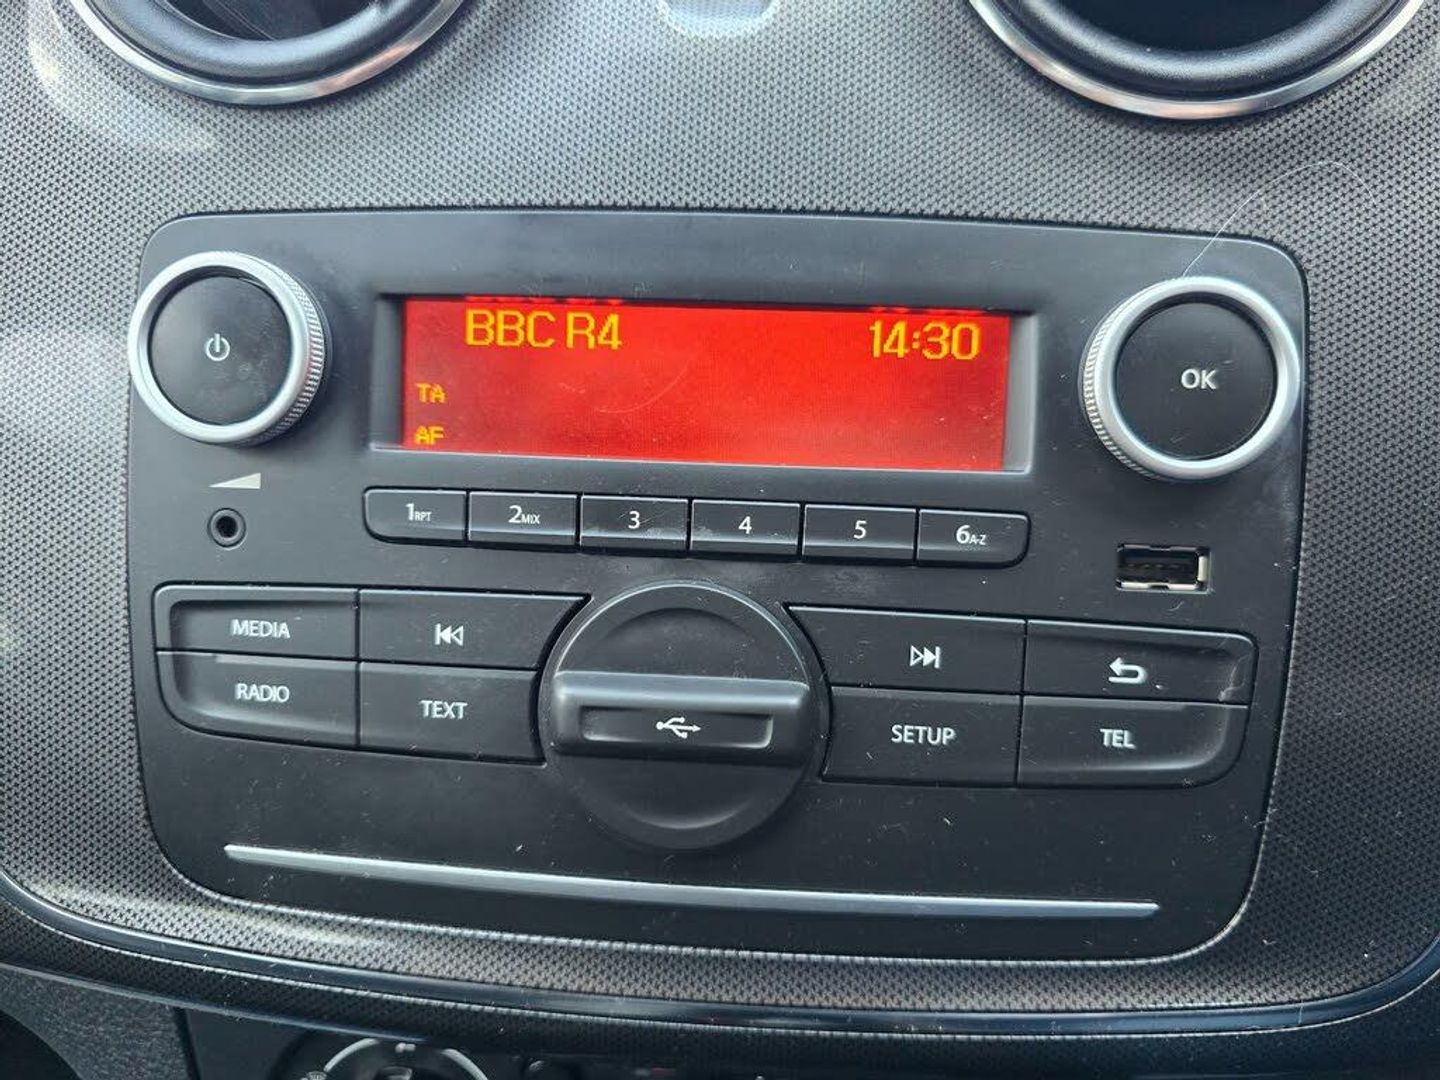 BBC R4 14:30
TA
AF
OK
1RPT 2MIX 3 4 5 6A-Z
MEDIA
RADIO TEXT SETUP TEL